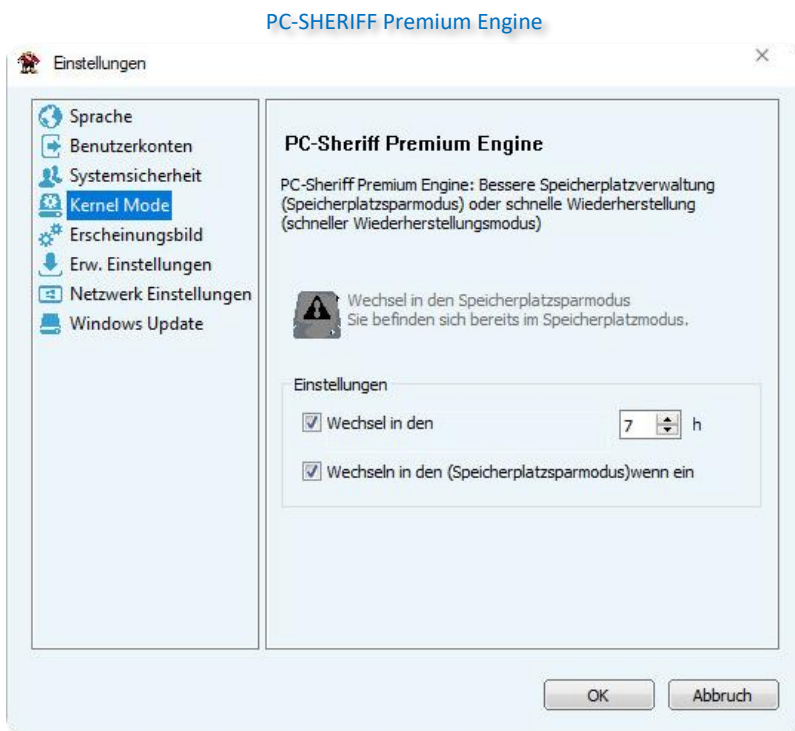 PC-SHERIFF Premium Engine
Einstellungen
Sprache
Benutzerkonten
Systemsicherheit
Kernel Mode
Erscheinungsbild
Erw. Einstellungen
Netzwerk Einstellungen
Windows Update
PC-Sheriff Premium Engine
PC-Sheriff Premium Engine: Bessere Speicherplatzverwaltung
(Speicherplatzsparmodus) oder schnelle Wiederherstellung
(schneller Wiederherstellungsmodus)
Wechsel in den Speicherplatzsparmodus
Sie befinden sich bereits im Speicherplatzmodus.
Einstellungen
Wechsel in den 7 h
Wechseln in den (Speicherplatzsparmodus)wenn ein
OK Abbruch